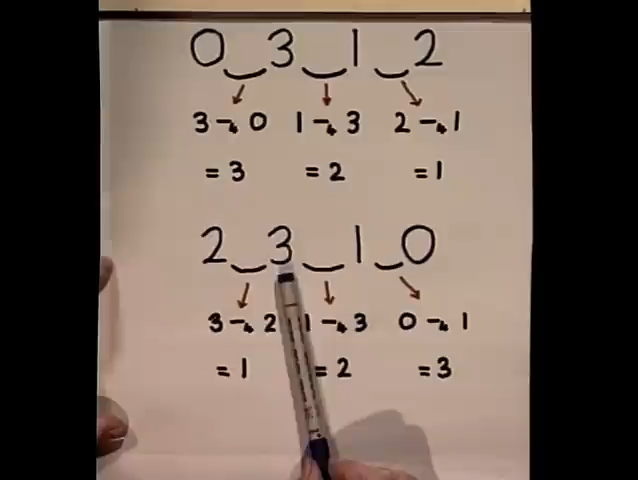 0 3 1 2
3 -₄ 0 1 -₄ 3 2 -₄ 1
= 3 = 2 = 1
2 3 1 0
3 -₄ 2 1 -₄ 3 0 -₄ 1
= 1 = 2 = 3